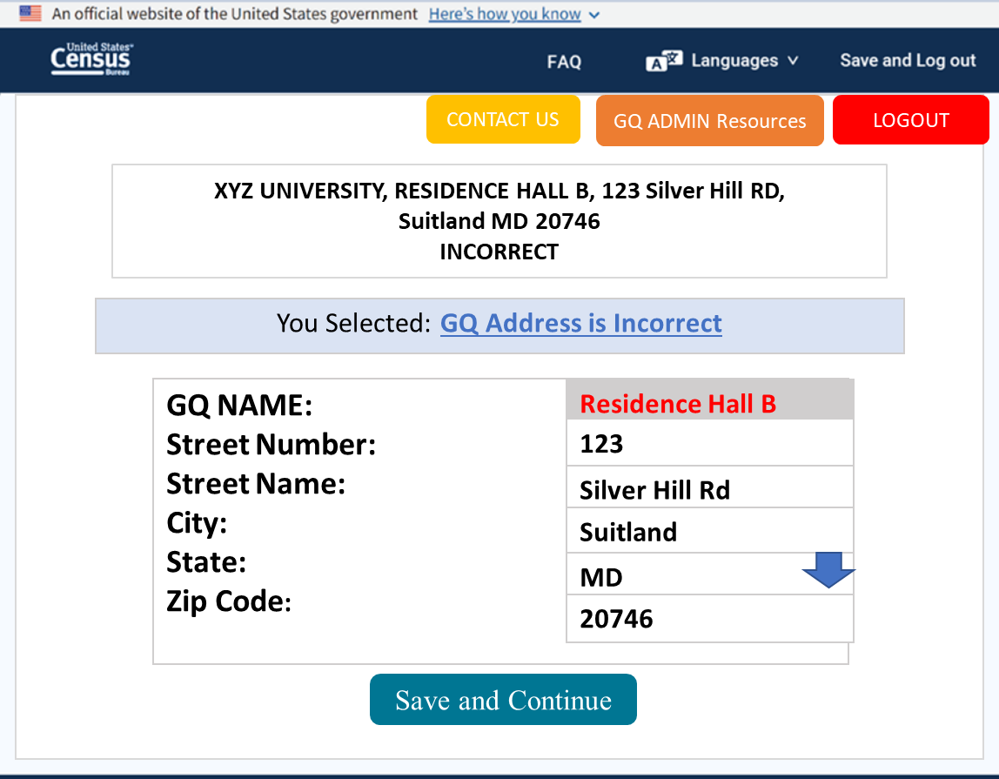 An official website of the United States government Here's how you know
United States™
Census
Bureau
FAQ
Languages
Save and Log out
CONTACT US
GQ ADMIN Resources
LOGOUT
XYZ UNIVERSITY, RESIDENCE HALL B, 123 Silver Hill RD,
Suitland MD 20746
INCORRECT
You Selected: GQ Address is Incorrect
GQ NAME: Residence Hall B
Street Number: 123
Street Name: Silver Hill Rd
City: Suitland
State: MD
Zip Code: 20746
Save and Continue